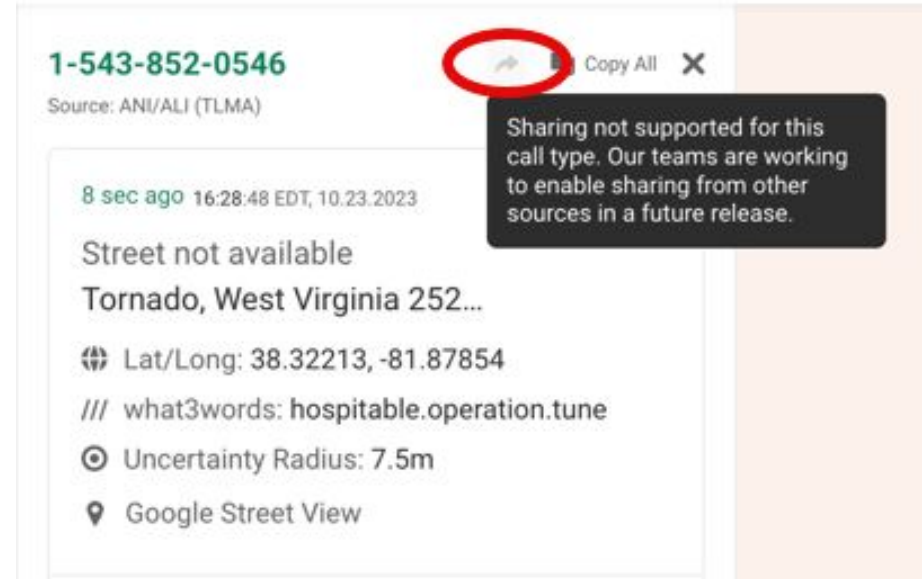 1-543-852-0546
Copy All
Source: ANI/ALI (TLMA)
Sharing not supported for this
call type. Our teams are working
to enable sharing from other
sources in a future release.
8 sec ago 16:28:48 EDT, 10.23.2023
Street not available
Tornado, West Virginia 252...
Lat/Long: 38.32213, -81.87854
/// what3words: hospitable.operation.tune
Uncertainty Radius: 7.5m
Google Street View